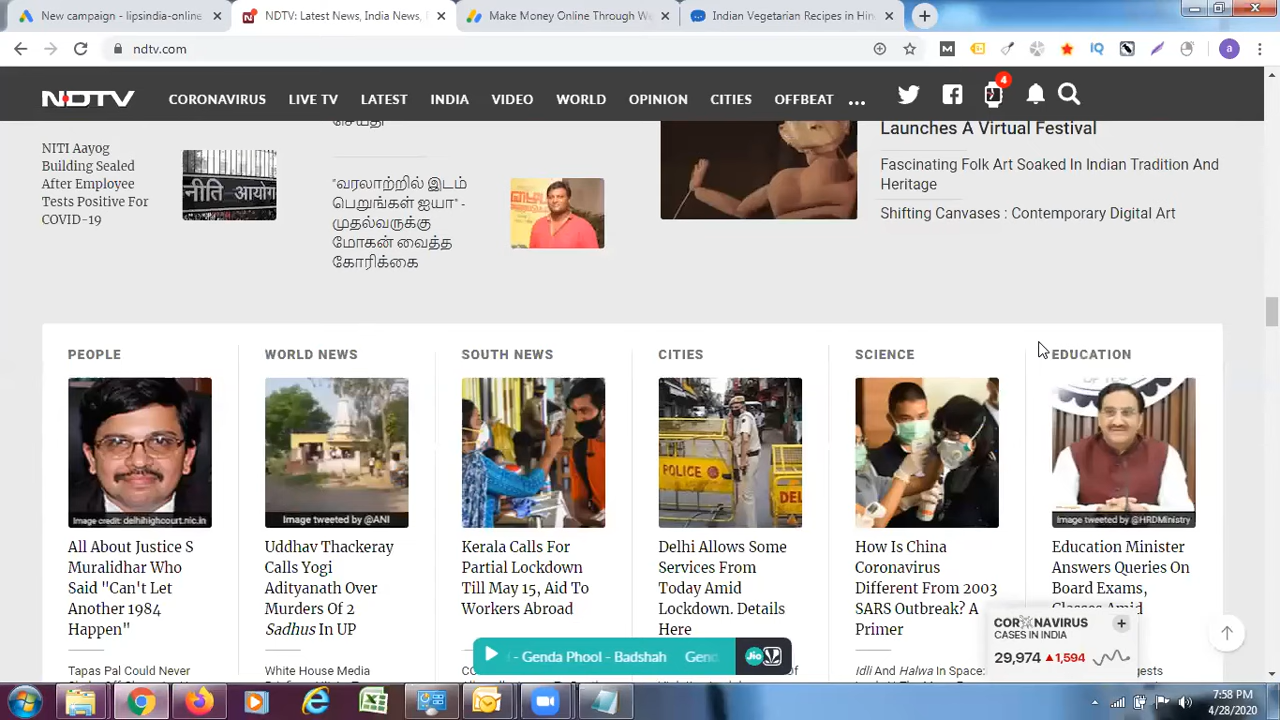 New campaign - lipsindia-online
NDTV: Latest News, India News,
Make Money Online Through We
Indian Vegetarian Recipes in Hin
ndtv.com
NDTV CORONAVIRUS LIVE TV LATEST INDIA VIDEO WORLD OPINION CITIES OFFBEAT ... 4
NITI Aayog
Building Sealed
After Employee
Tests Positive For
COVID-19
नीति आयोग
"வரலாற்றில் இடம்
பெறுங்கள் ஐயா" -
முதல்வருக்கு
மோகன் வைத்த
கோரிக்கை
Launches A Virtual Festival
Fascinating Folk Art Soaked In Indian Tradition And
Heritage
Shifting Canvases : Contemporary Digital Art
PEOPLE
Image credit: delhihighcourt.nic.in
All About Justice S
Muralidhar Who
Said "Can't Let
Another 1984
Happen"
Tapas Pal Could Never
WORLD NEWS
Image tweeted by @ANI
Uddhav Thackeray
Calls Yogi
Adityanath Over
Murders Of 2
Sadhus In UP
White House Media
SOUTH NEWS
Kerala Calls For
Partial Lockdown
Till May 15, Aid To
Workers Abroad
CITIES
POLICE
DEL
Delhi Allows Some
Services From
Today Amid
Lockdown. Details
Here
SCIENCE
How Is China
Coronavirus
Different From 2003
SARS Outbreak? A
Primer
Idli And Halwa In Space:
EDUCATION
Image tweeted by @HRDMinistry
Education Minister
Answers Queries On
Board Exams,
Classes Amid
CORONAVIRUS +
CASES IN INDIA
29,974 ▲1,594
- Genda Phool - Badshah Gen
Jio
7:58 PM
4/28/2020